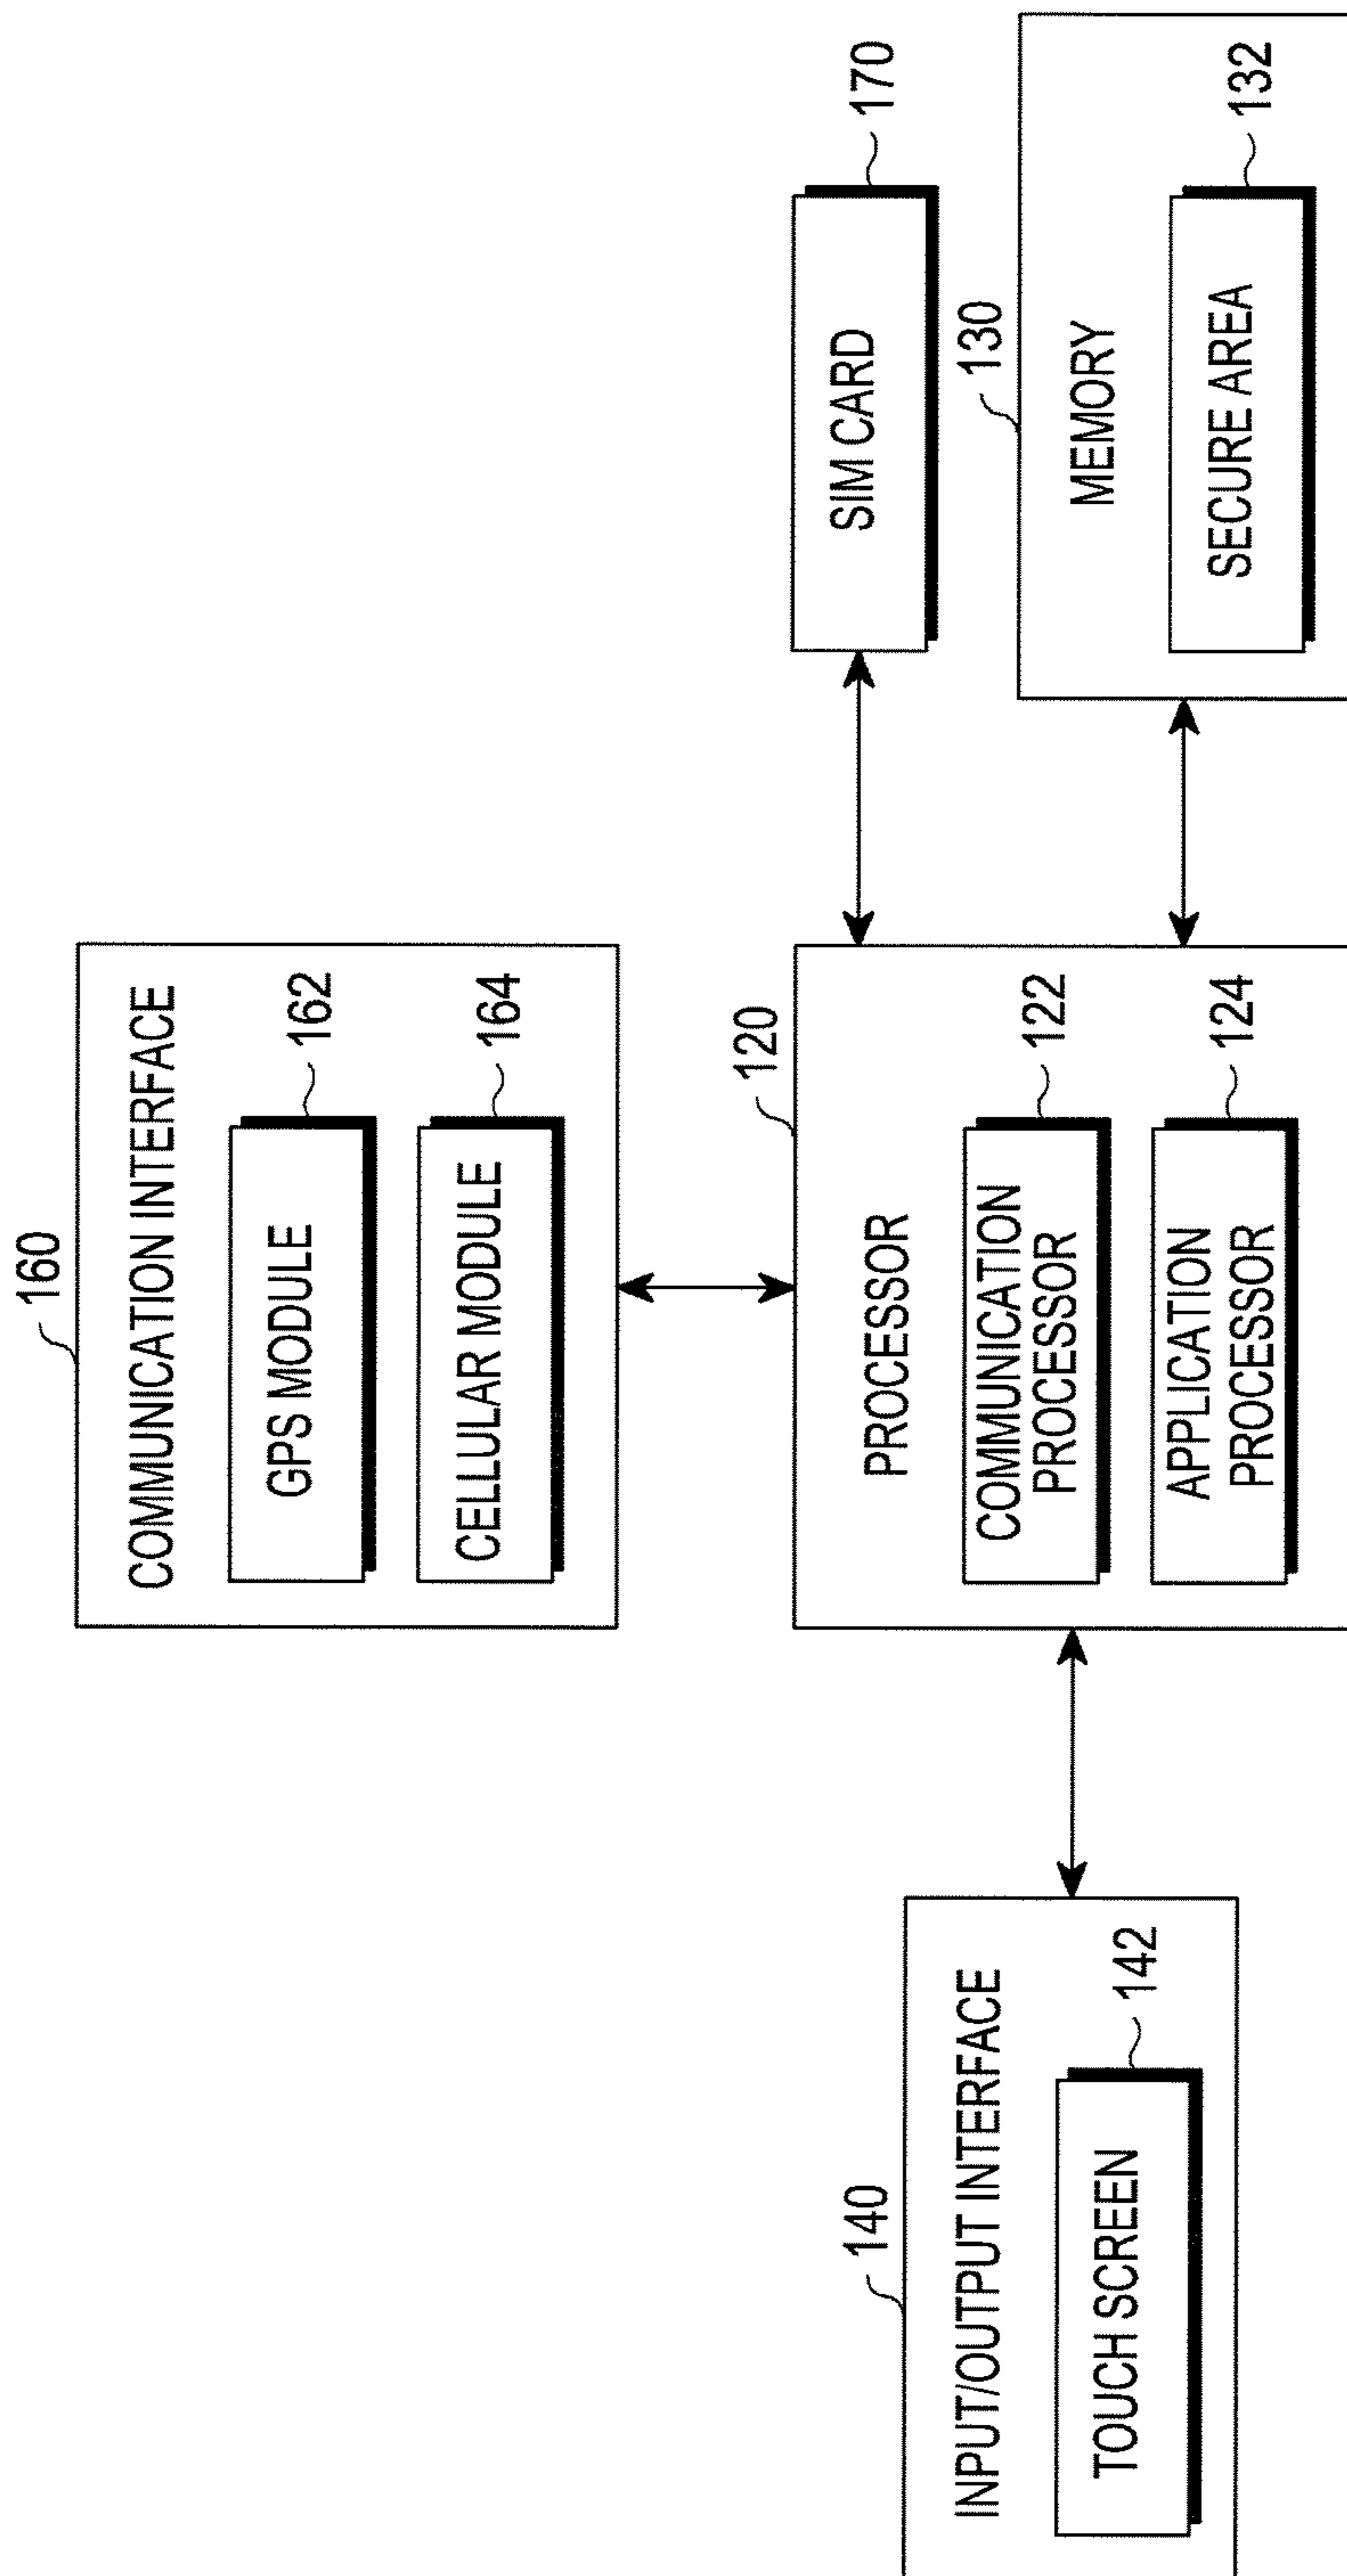 160
COMMUNICATION INTERFACE
GPS MODULE
162
CELLULAR MODULE
164
140
INPUT/OUTPUT INTERFACE
TOUCH SCREEN
142
120
PROCESSOR
COMMUNICATION
PROCESSOR
122
APPLICATION
PROCESSOR
124
SIM CARD
170
130
MEMORY
SECURE AREA
132